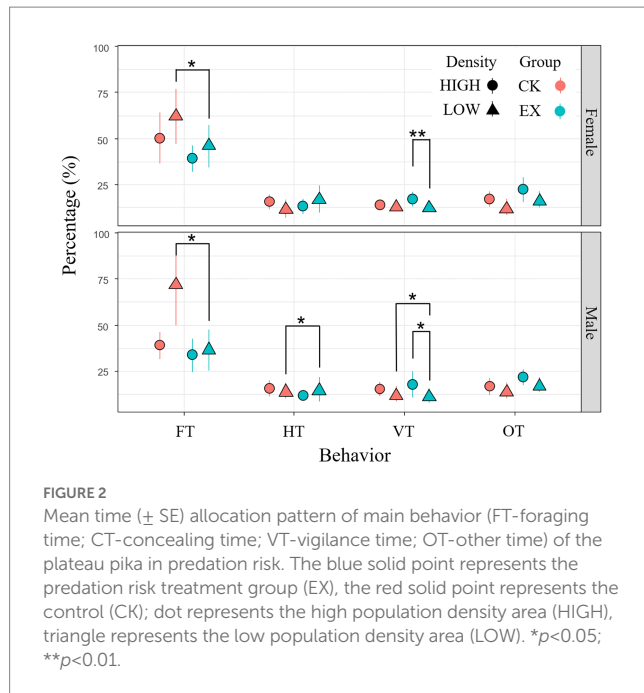 100
75
50
25
*
**
Density Group
HIGH CK
LOW EX
Female
100
75
50
25
*
*
*
*
Male
Percentage (%)
FT HT VT OT
Behavior
FIGURE 2
Mean time (± SE) allocation pattern of main behavior (FT-foraging
time; CT-concealing time; VT-vigilance time; OT-other time) of the
plateau pika in predation risk. The blue solid point represents the
predation risk treatment group (EX), the red solid point represents the
control (CK); dot represents the high population density area (HIGH),
triangle represents the low population density area (LOW). *p<0.05;
**p<0.01.